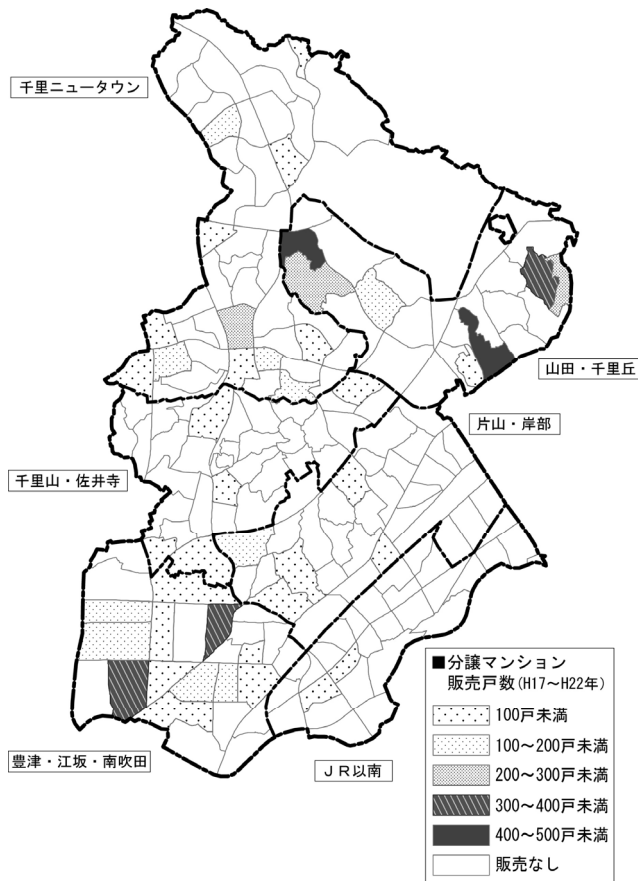 千里ニュータウン
山田・千里丘
片山・岸部
千里山・佐井寺
豊津・江坂・南吹田
ＪＲ以南
■分譲マンション
販売戸数(H17～H22年)
100戸未満
100～200戸未満
200～300戸未満
300～400戸未満
400～500戸未満
販売なし